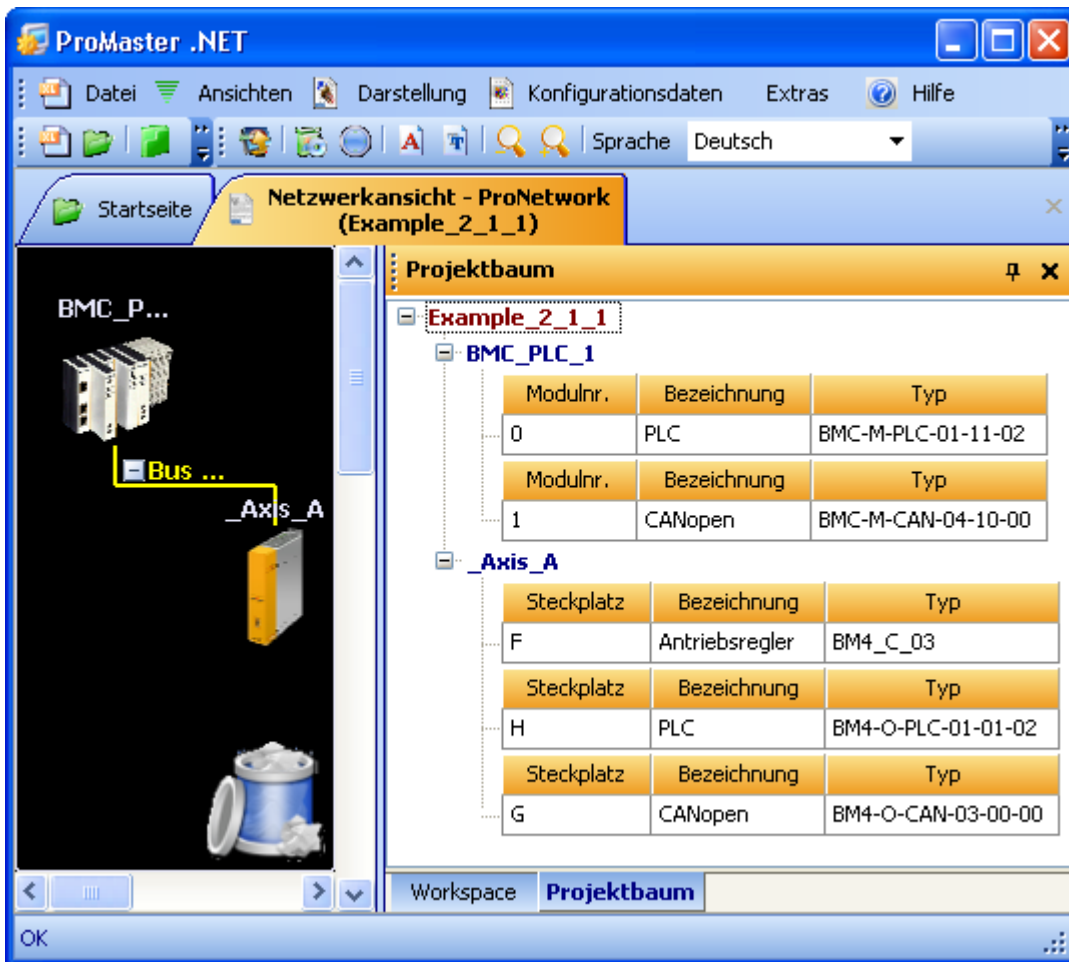 ProMaster .NET
Datei Ansichten Darstellung Konfigurationsdaten Extras Hilfe
Sprache Deutsch
Startseite
Netzwerkansicht - ProNetwork
(Example_2_1_1)
BMC_P...
Bus ...
_Axis_A
Projektbaum
Example_2_1_1
BMC_PLC_1
Modulnr. Bezeichnung Typ
0 PLC BMC-M-PLC-01-11-02
Modulnr. Bezeichnung Typ
1 CANopen BMC-M-CAN-04-10-00
_Axis_A
Steckplatz Bezeichnung Typ
F Antriebsregler BM4_C_03
Steckplatz Bezeichnung Typ
H PLC BM4-O-PLC-01-01-02
Steckplatz Bezeichnung Typ
G CANopen BM4-O-CAN-03-00-00
Workspace Projektbaum
OK